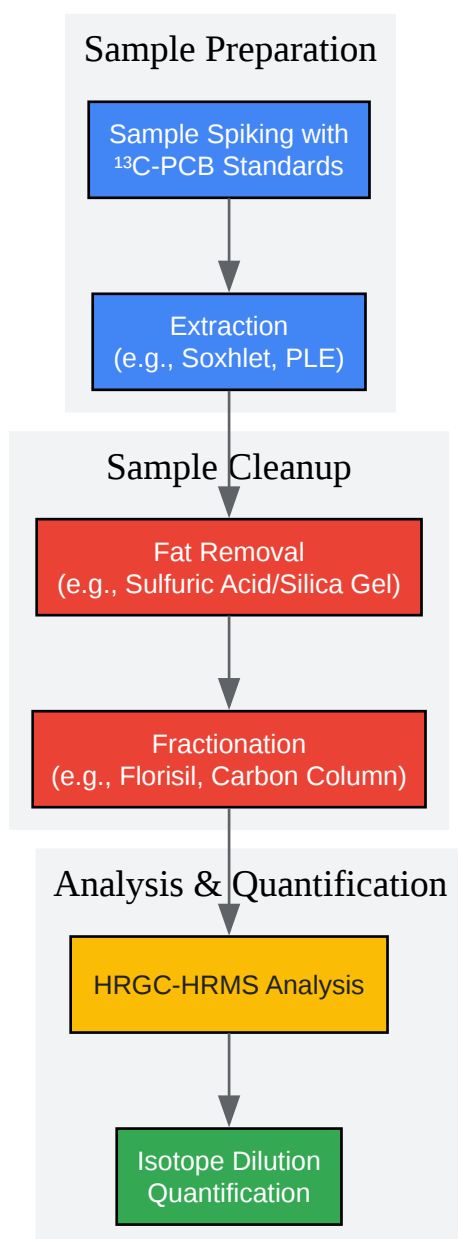 Sample Preparation
Sample Spiking with
¹³C-PCB Standards
Extraction
(e.g., Soxhlet, PLE)
Sample Cleanup
Fat Removal
(e.g., Sulfuric Acid/Silica Gel)
Fractionation
(e.g., Florisil, Carbon Column)
Analysis & Quantification
HRGC-HRMS Analysis
Isotope Dilution
Quantification